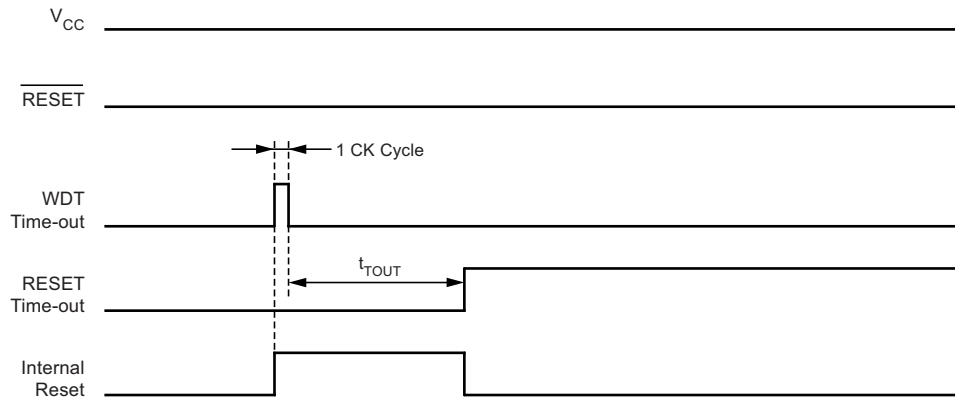 VCC
RESET
1 CK Cycle
WDT
Time-out
tTOUT
RESET
Time-out
Internal
Reset